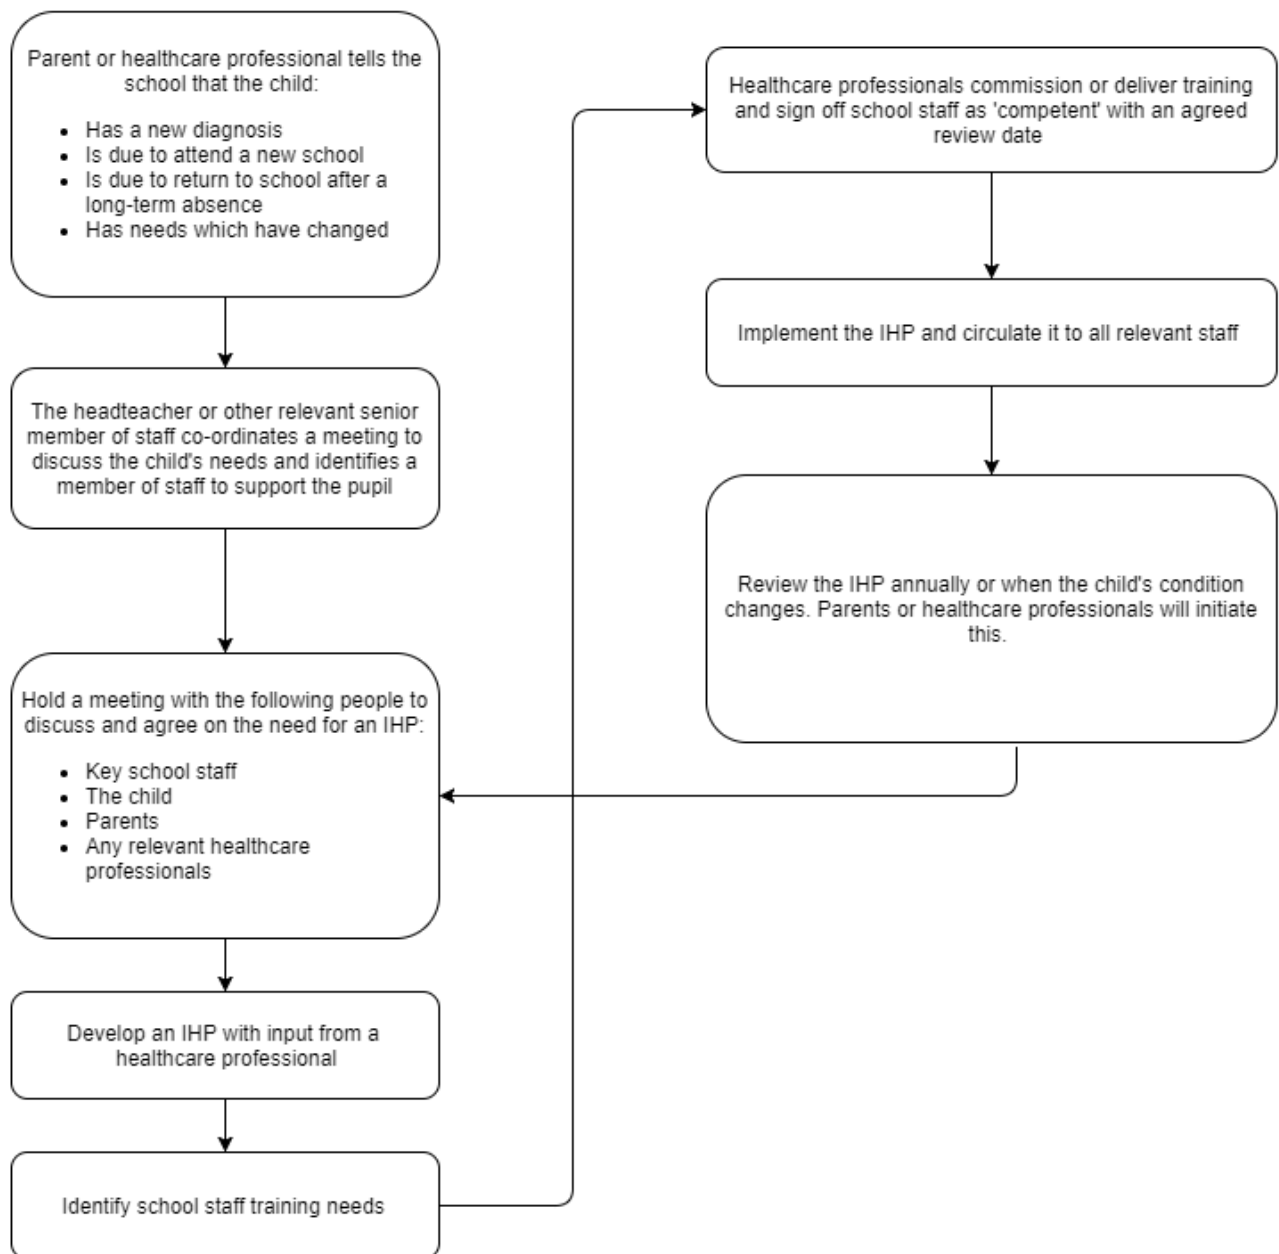 Parent or healthcare professional tells the
school that the child:
• Has a new diagnosis
• Is due to attend a new school
• Is due to return to school after a
long-term absence
• Has needs which have changed
The headteacher or other relevant senior
member of staff co-ordinates a meeting to
discuss the child's needs and identifies a
member of staff to support the pupil
Hold a meeting with the following people to
discuss and agree on the need for an IHP:
• Key school staff
• The child
• Parents
• Any relevant healthcare
professionals
Develop an IHP with input from a
healthcare professional
Identify school staff training needs
Healthcare professionals commission or deliver training
and sign off school staff as 'competent' with an agreed
review date
Implement the IHP and circulate it to all relevant staff
Review the IHP annually or when the child's condition
changes. Parents or healthcare professionals will initiate
this.